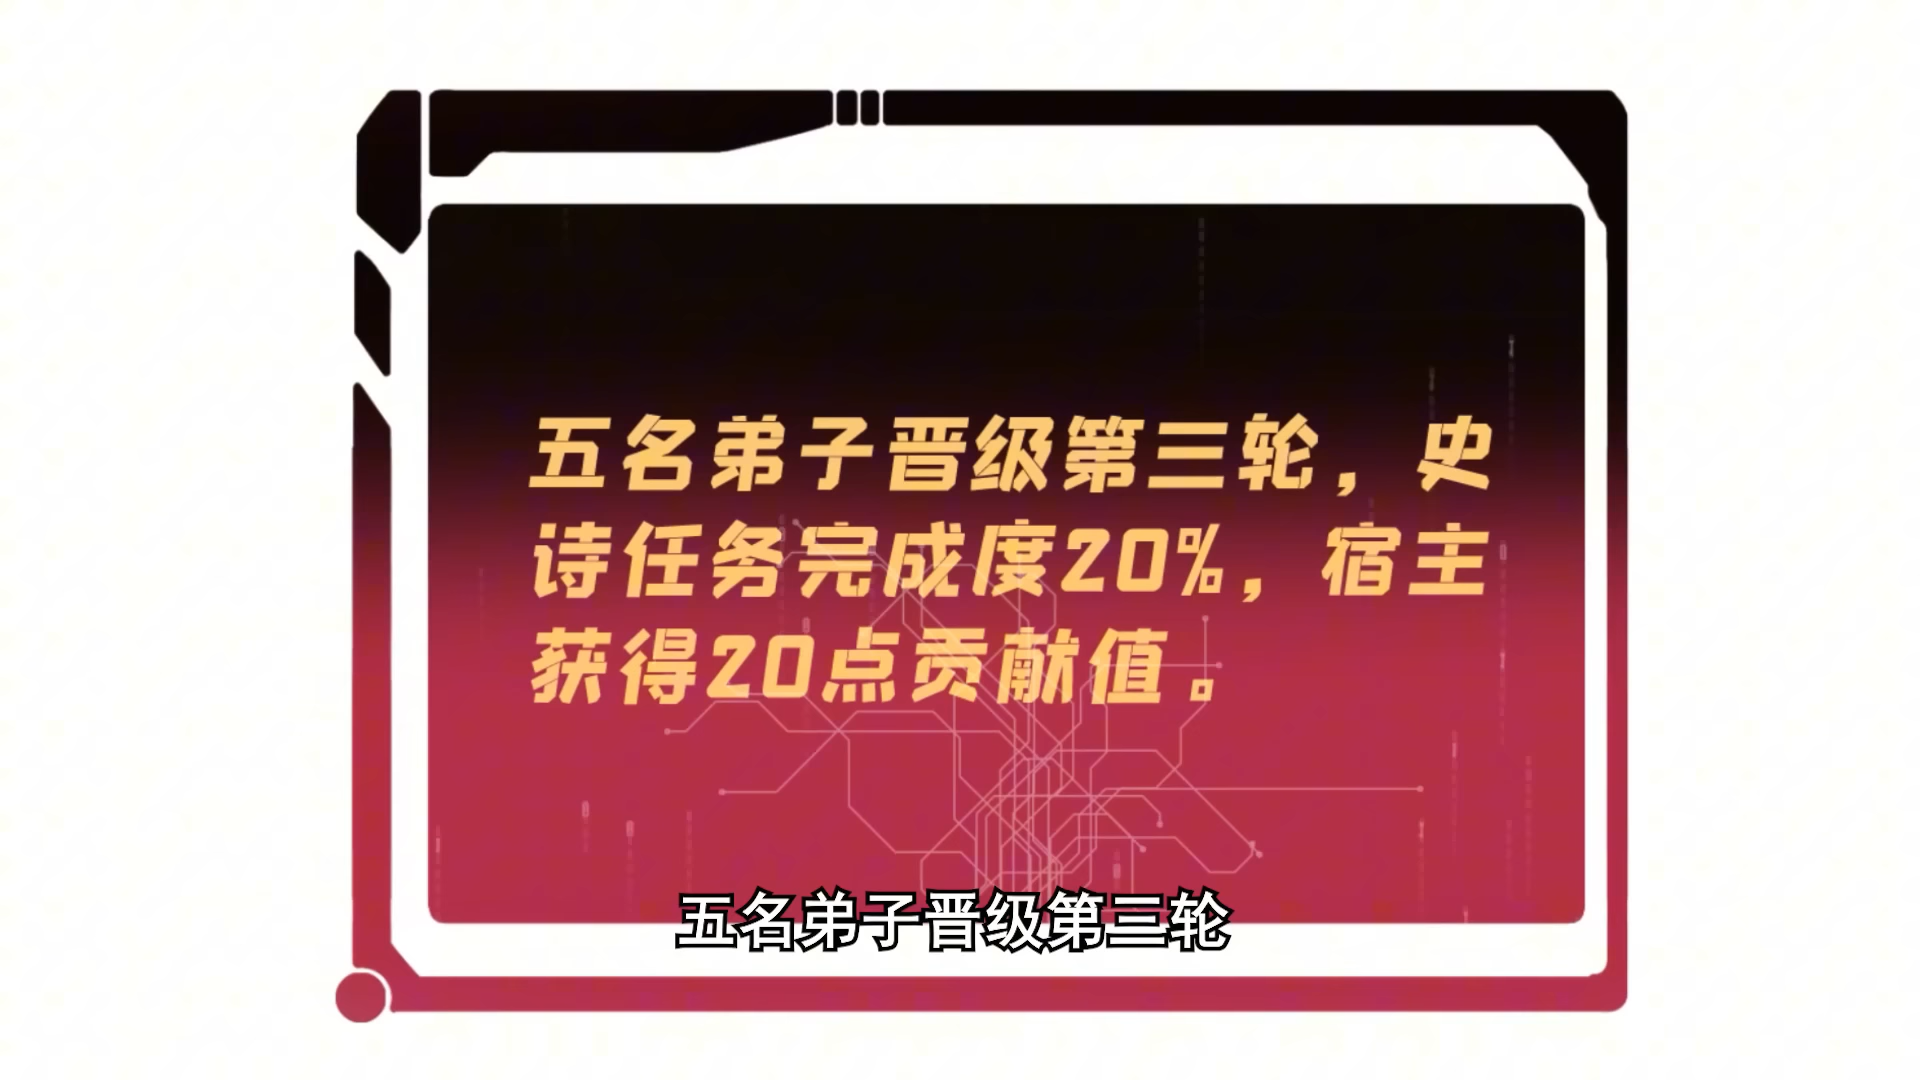 五名弟子晋级第三轮，史
诗任务完成度20%，宿主
获得20点贡献值。
五名弟子晋级第三轮